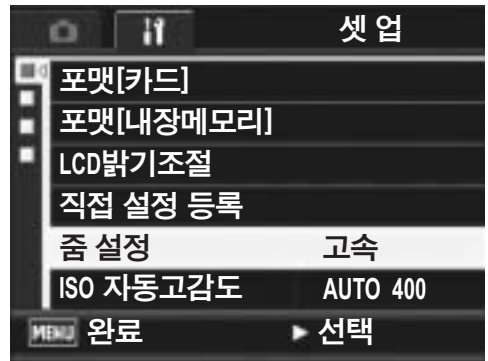 셋 업
포맷[카드]
포맷[내장메모리]
LCD밝기조절
직접 설정 등록
줌 설정 고속
ISO 자동고감도 AUTO 400
MENU 완료 ▶ 선택